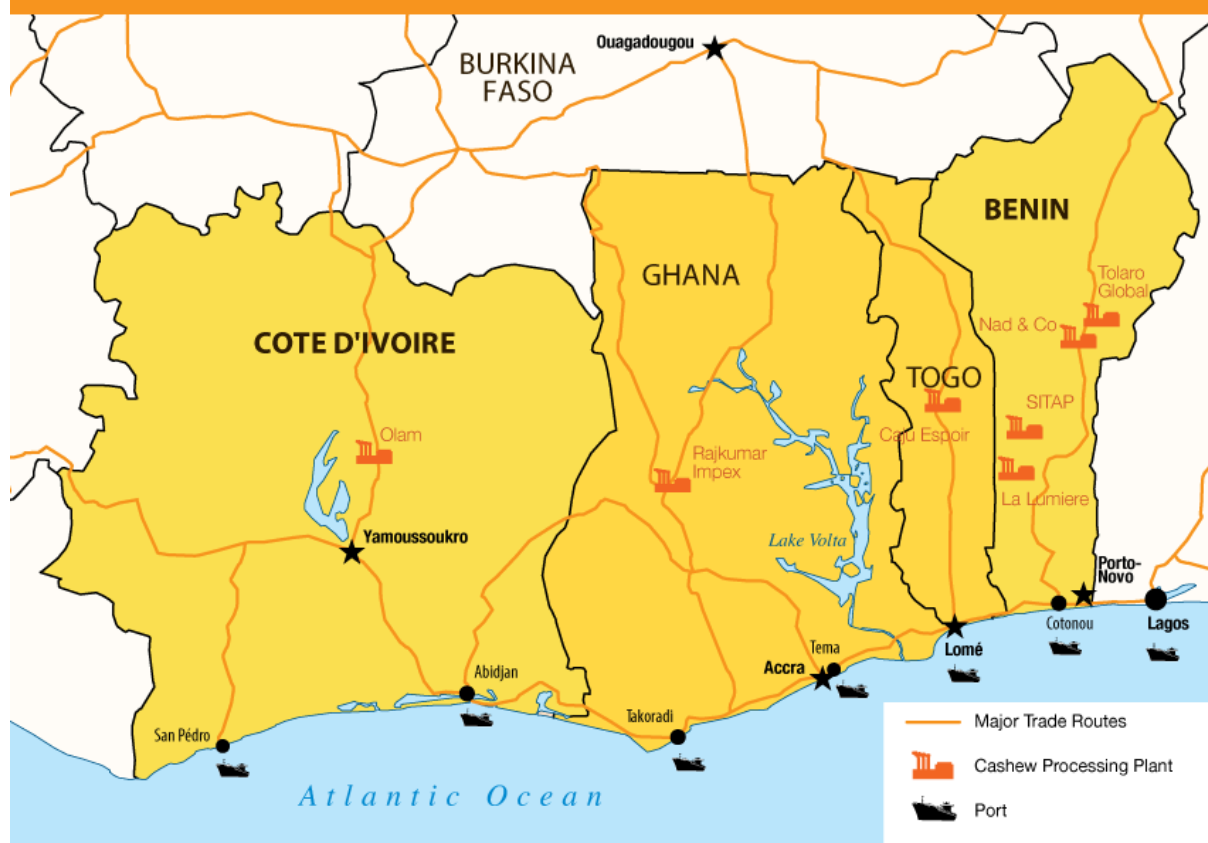 Ouagadougou
BURKINA
FASO
BENIN
GHANA
Tolaro
Global
Nad & Co
COTE D'IVOIRE
TOGO
SITAP
Olam
Caju Espoir
Rajkumar
Impex
La Lumiere
Yamoussoukro
Lake Volta
Porto-
Novo
Cotonou
Lagos
Tema
Lomé
Abidjan
Accra
Takoradi
San Pédro
Atlantic Ocean
Major Trade Routes
Cashew Processing Plant
Port